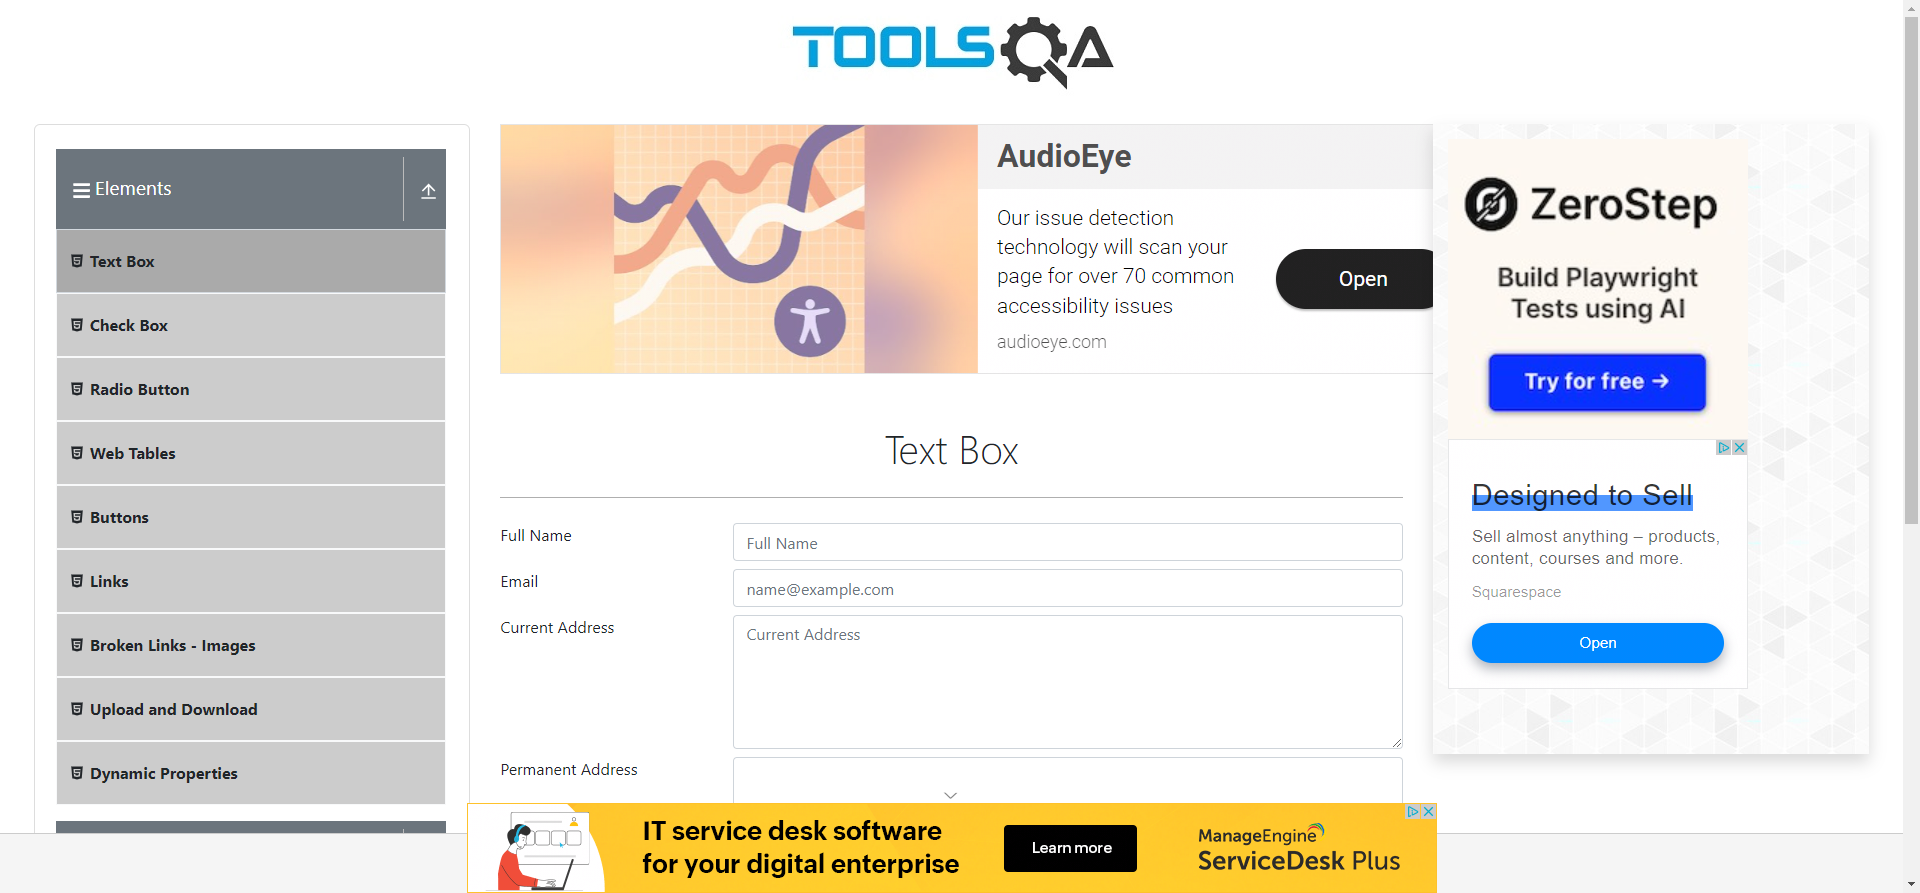 TOOLSQA
Elements
Text Box
Check Box
Radio Button
Web Tables
Buttons
Links
Broken Links - Images
Upload and Download
Dynamic Properties
AudioEye
Our issue detection
technology will scan your
page for over 70 common
accessibility issues
audioeye.com
Open
Text Box
Full Name
Full Name
Email
name@example.com
Current Address
Current Address
Permanent Address
ZeroStep
Build Playwright
Tests using AI
Try for free →
Designed to Sell
Sell almost anything – products,
content, courses and more.
Squarespace
Open
IT service desk software
for your digital enterprise
Learn more
ManageEngine
ServiceDesk Plus